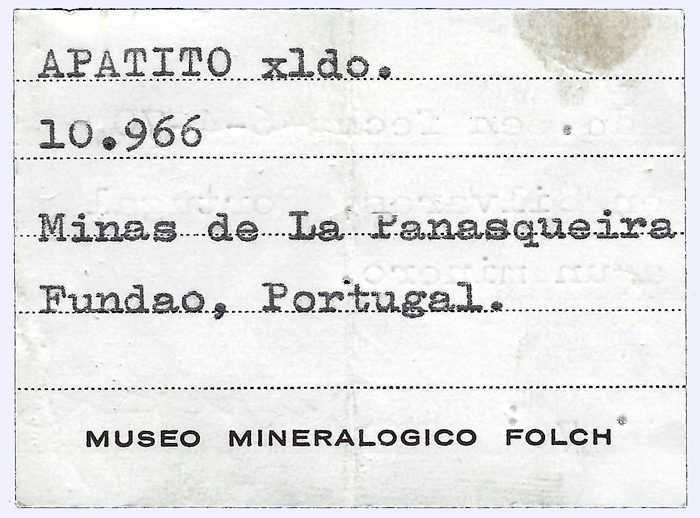 APATITO xldo.
10.966
Minas de La Panasqueira
Fundao, Portugal.
MUSEO MINERALOGICO FOLCH